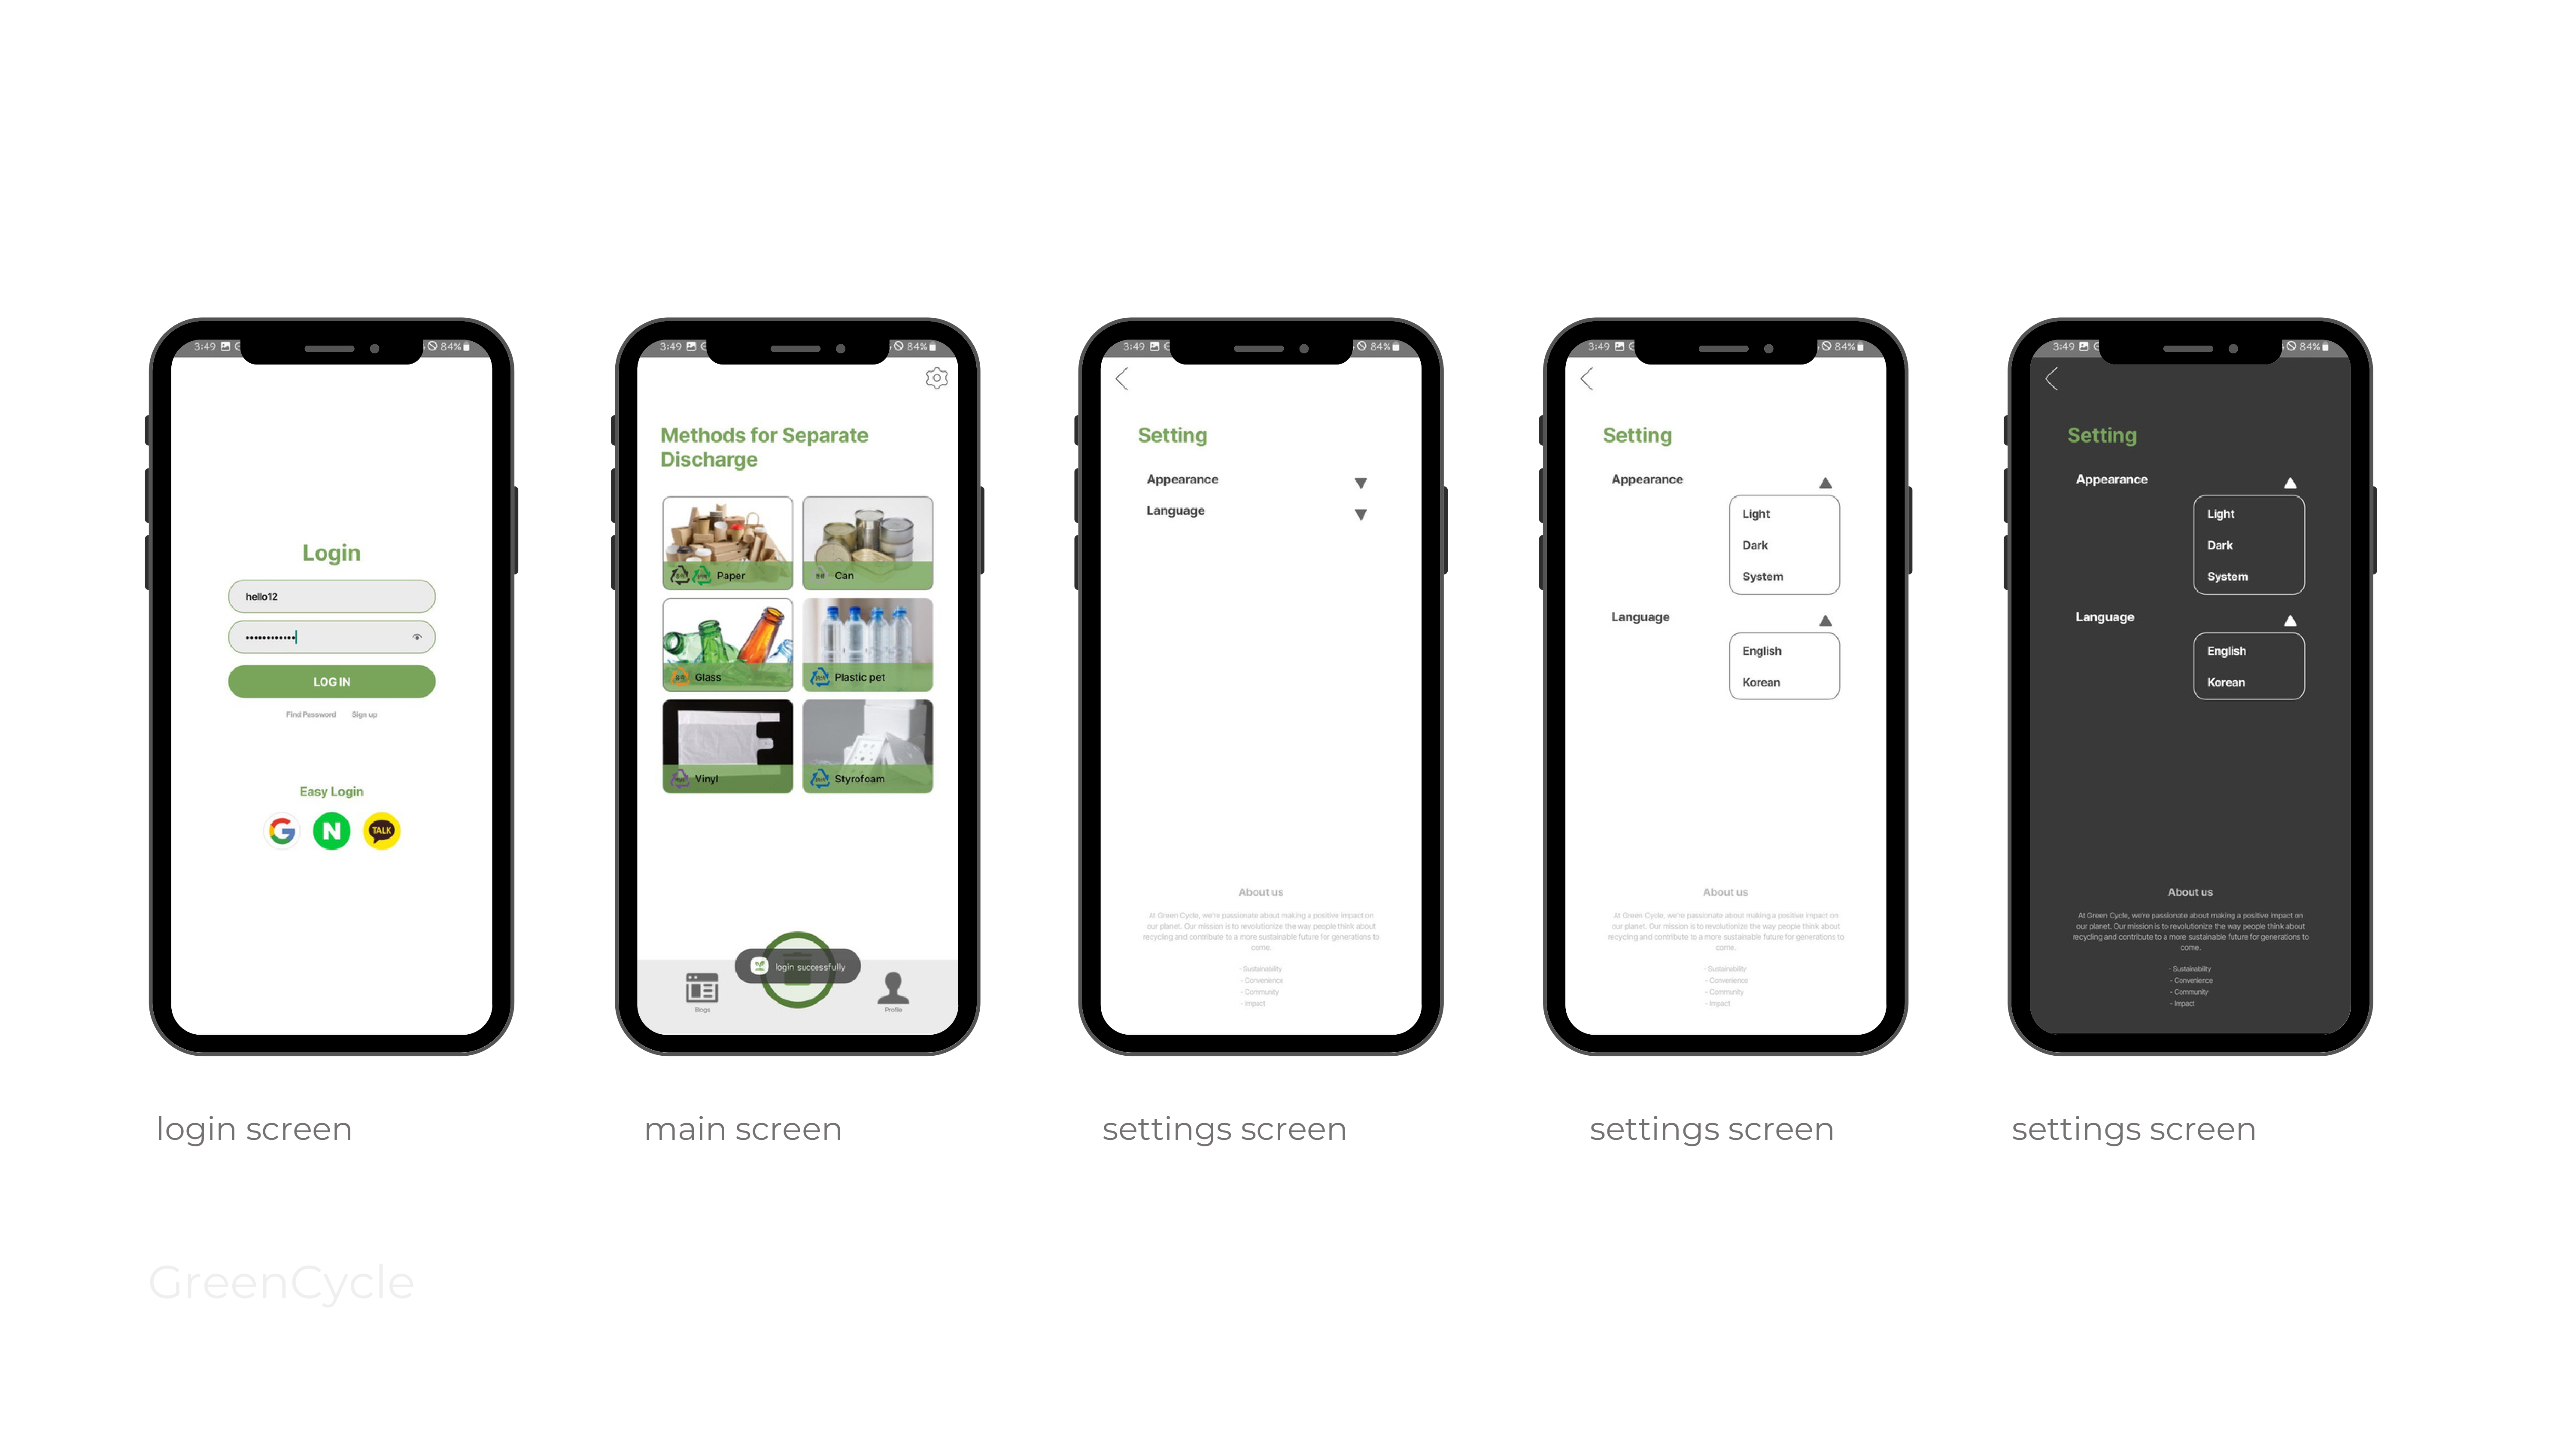 3:49 84%
Login
hello12
LOG IN
Find Password Sign up
Easy Login
G N TALK
login screen
3:49 84%
Methods for Separate
Discharge
Paper
Can
Glass
Plastic pet
Vinyl
Styrofoam
login successfully
Blogs
Profile
main screen
3:49 84%
Setting
Appearance
Language
About us
At Green Cycle, we're passionate about making a positive impact on
our planet. Our mission is to revolutionize the way people think about
recycling and contribute to a more sustainable future for generations to
come.
- Sustainability
- Convenience
- Community
- Impact
settings screen
3:49 84%
Setting
Appearance
Light
Dark
System
Language
English
Korean
About us
At Green Cycle, we're passionate about making a positive impact on
our planet. Our mission is to revolutionize the way people think about
recycling and contribute to a more sustainable future for generations to
come.
- Sustainability
- Convenience
- Community
- Impact
settings screen
3:49 84%
Setting
Appearance
Light
Dark
System
Language
English
Korean
About us
At Green Cycle, we're passionate about making a positive impact on
our planet. Our mission is to revolutionize the way people think about
recycling and contribute to a more sustainable future for generations to
come.
- Sustainability
- Convenience
- Community
- Impact
settings screen
GreenCycle